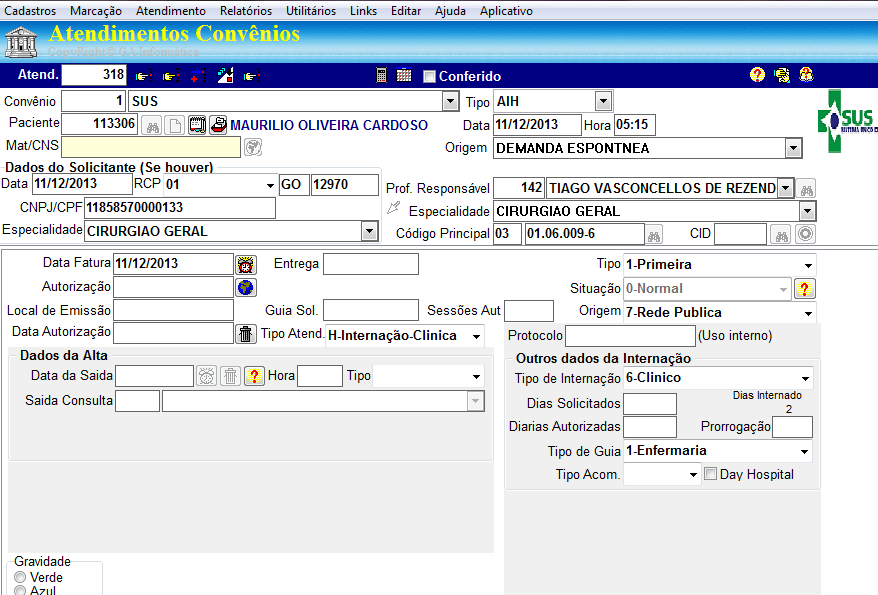 Cadastros Marcação Atendimento Relatórios Utilitários Links Editar Ajuda Aplicativo
Atendimentos Convênios
CopyRight© GA Informática
Atend. 318 Conferido
Convênio 1 SUS Tipo AIH
Paciente 113306 MAURILIO OLIVEIRA CARDOSO Data 11/12/2013 Hora 05:15
Mat/CNS Origem DEMANDA ESPONTNEA
SUS
Dados do Solicitante (Se houver)
Data 11/12/2013 RCP 01 GO 12970 Prof. Responsável 142 TIAGO VASCONCELLOS DE REZEND
CNPJ/CPF 11858570000133 Especialidade CIRURGIAO GERAL
Especialidade CIRURGIAO GERAL Código Principal 03 01.06.009-6 CID
Data Fatura 11/12/2013 Entrega Tipo 1-Primeira
Autorização Situação 0-Normal
Local de Emissão Guia Sol. Sessões Aut Origem 7-Rede Publica
Data Autorização Tipo Atend. H-Internação-Clinica Protocolo (Uso interno)
Dados da Alta
Data da Saida Hora Tipo
Saida Consulta
Outros dados da Internação
Tipo de Internação 6-Clinico
Dias Solicitados Dias Internado
2
Diarias Autorizadas Prorrogação
Tipo de Guia 1-Enfermaria
Tipo Acom. Day Hospital
Gravidade
Verde
Azul